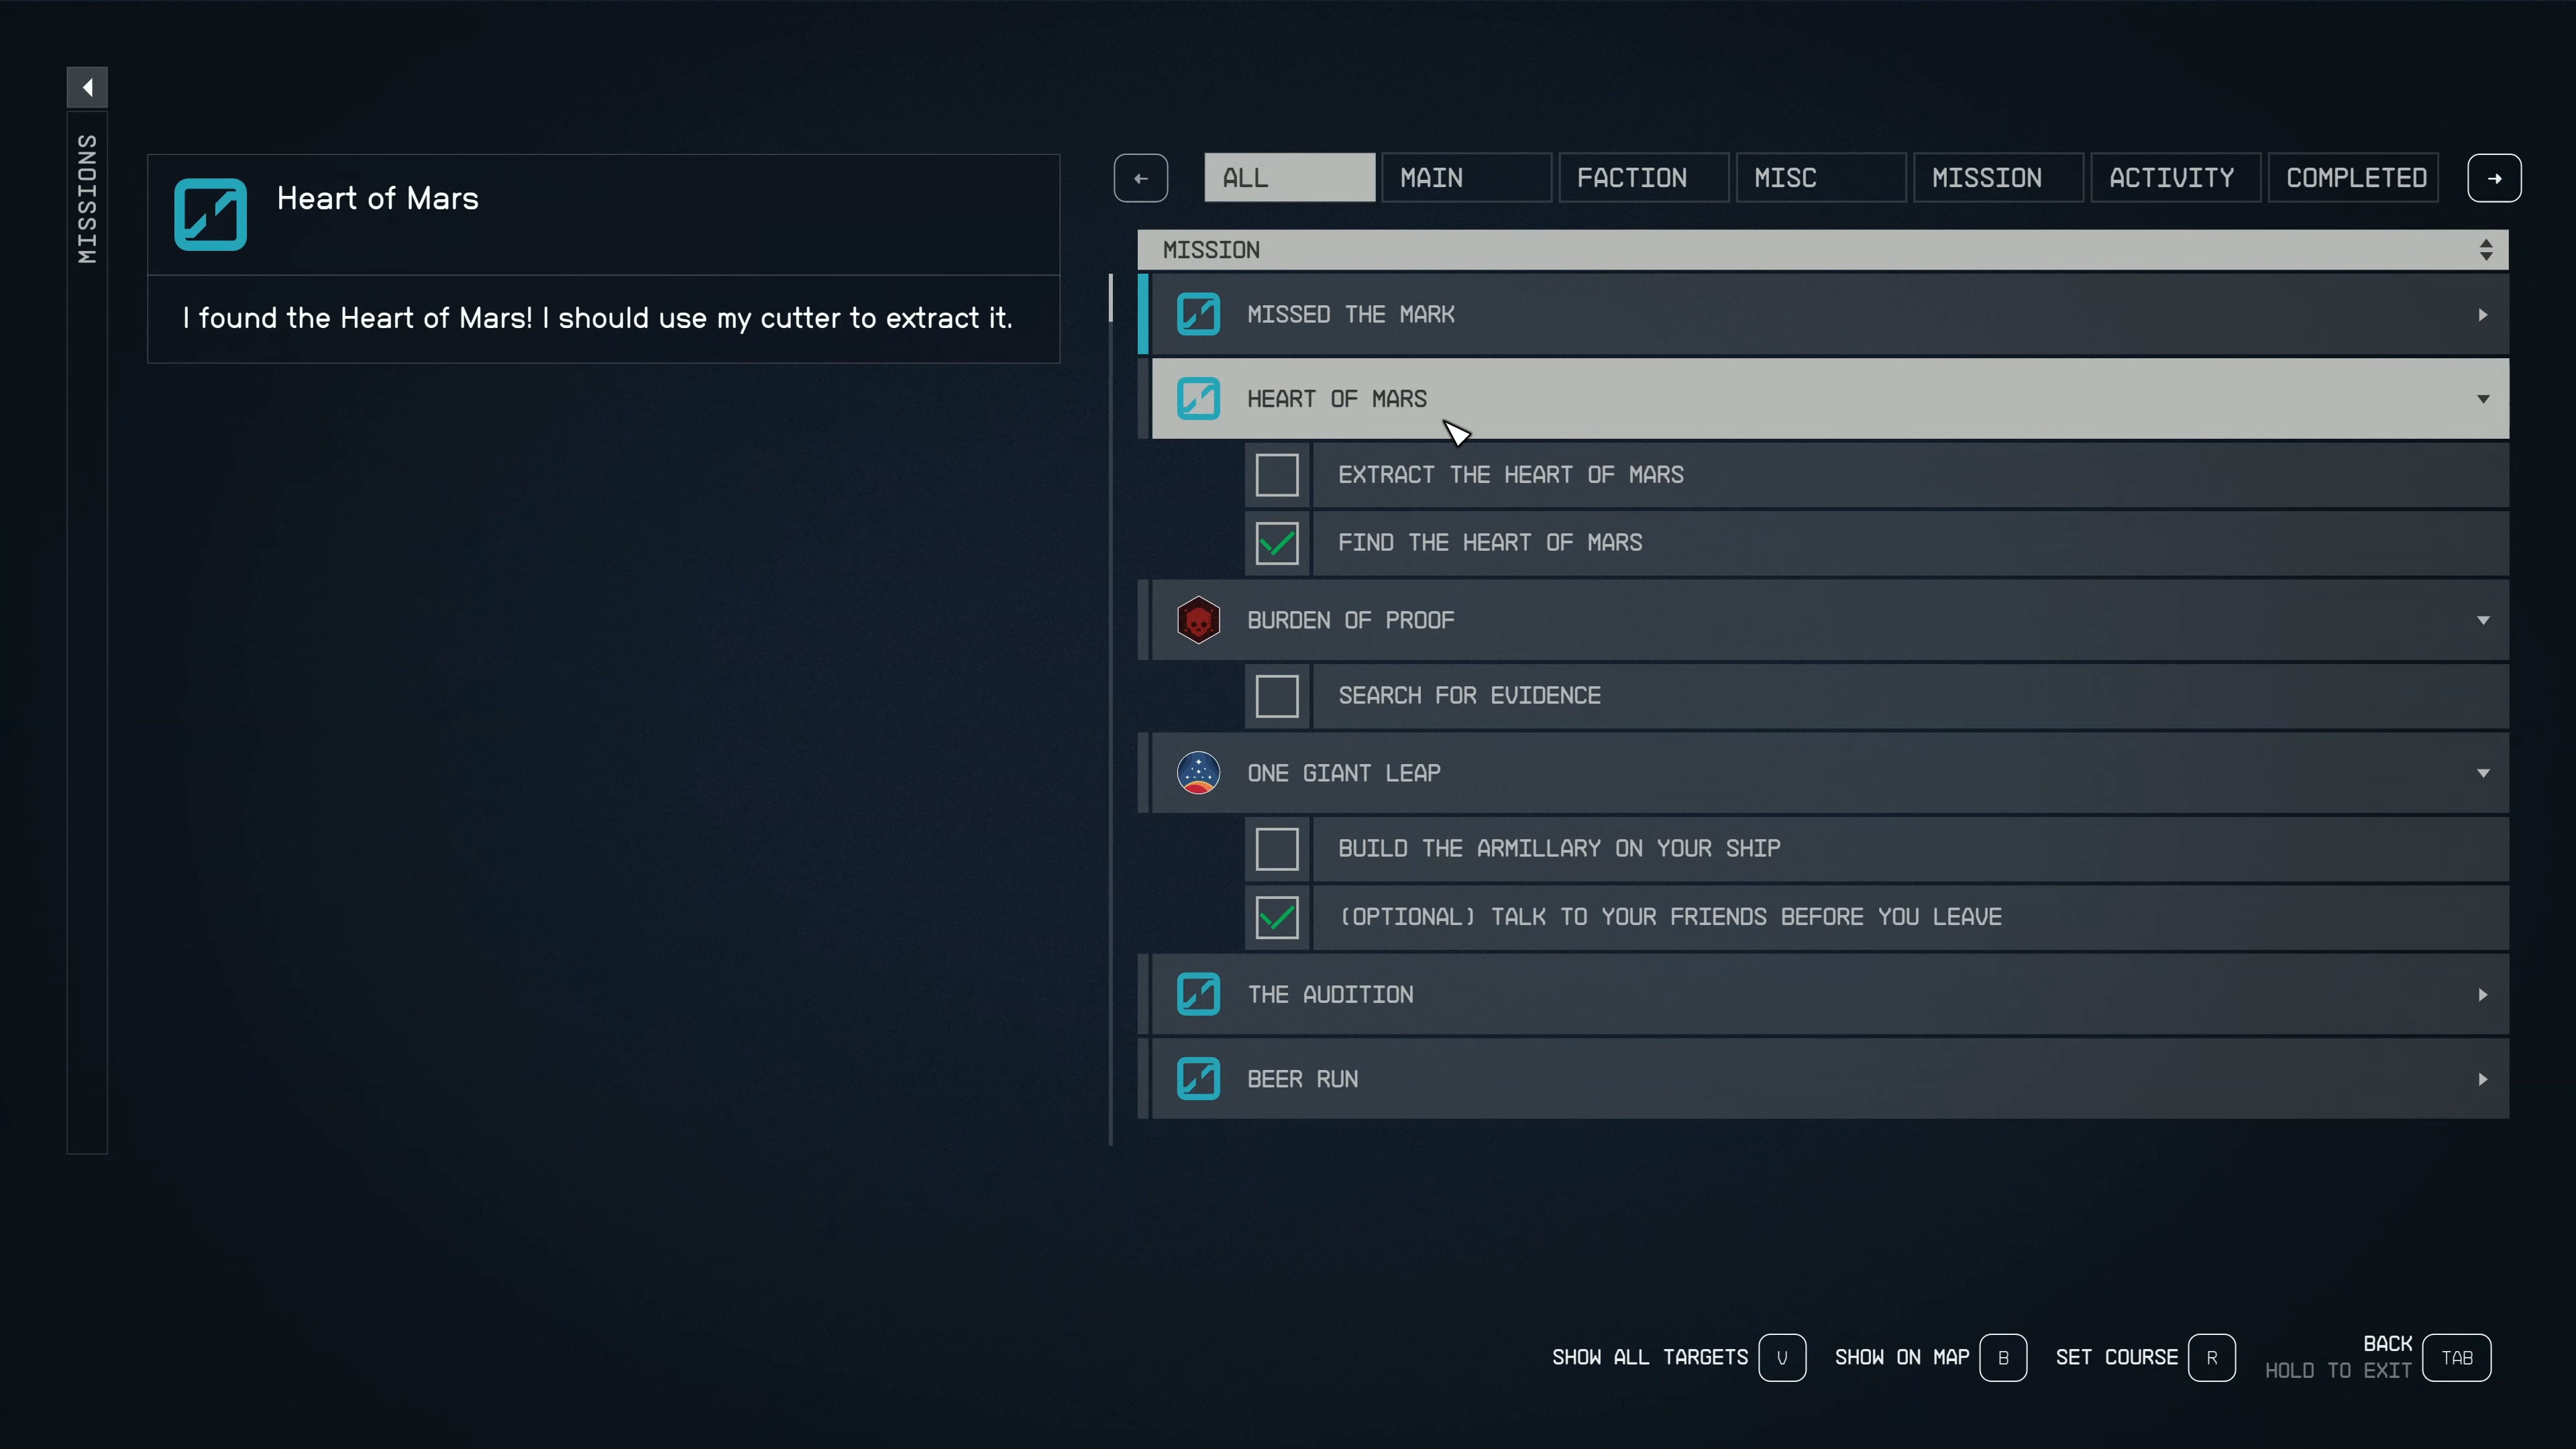 MISSIONS
Heart of Mars
I found the Heart of Mars! I should use my cutter to extract it.
ALL
MAIN
FACTION
MISC
MISSION
ACTIVITY
COMPLETED
MISSION
MISSED THE MARK
HEART OF MARS
EXTRACT THE HEART OF MARS
FIND THE HEART OF MARS
BURDEN OF PROOF
SEARCH FOR EVIDENCE
ONE GIANT LEAP
BUILD THE ARMILLARY ON YOUR SHIP
(OPTIONAL) TALK TO YOUR FRIENDS BEFORE YOU LEAVE
THE AUDITION
BEER RUN
SHOW ALL TARGETS V
SHOW ON MAP B
SET COURSE R
BACK
HOLD TO EXIT
TAB